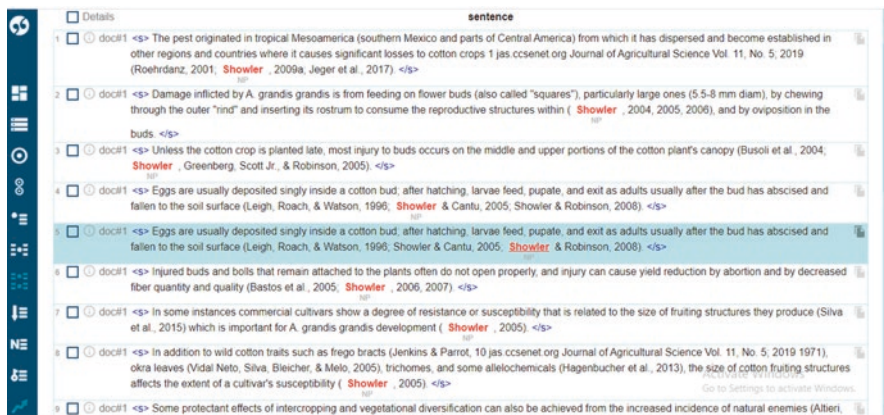 Details sentence
1 doc#1 <s> The pest originated in tropical Mesoamerica (southern Mexico and parts of Central America) from which it has dispersed and become established in
other regions and countries where it causes significant losses to cotton crops 1 jas.ccsenet.org Journal of Agricultural Science Vol. 11, No. 5; 2019
(Roehrdanz, 2001; Showler , 2009a; Jeger et al., 2017). </s>
NP
2 doc#1 <s> Damage inflicted by A. grandis grandis is from feeding on flower buds (also called "squares"), particularly large ones (5.5-8 mm diam), by chewing
through the outer "rind" and inserting its rostrum to consume the reproductive structures within ( Showler , 2004, 2005, 2006), and by oviposition in the
NP
buds. </s>
3 doc#1 <s> Unless the cotton crop is planted late, most injury to buds occurs on the middle and upper portions of the cotton plant's canopy (Busoli et al., 2004;
Showler , Greenberg, Scott Jr., & Robinson, 2005). </s>
NP
4 doc#1 <s> Eggs are usually deposited singly inside a cotton bud; after hatching, larvae feed, pupate, and exit as adults usually after the bud has abscised and
fallen to the soil surface (Leigh, Roach, & Watson, 1996; Showler & Cantu, 2005; Showler & Robinson, 2008). </s>
NP
5 doc#1 <s> Eggs are usually deposited singly inside a cotton bud; after hatching, larvae feed, pupate, and exit as adults usually after the bud has abscised and
fallen to the soil surface (Leigh, Roach, & Watson, 1996; Showler & Cantu, 2005; Showler & Robinson, 2008). </s>
NP
6 doc#1 <s> Injured buds and bolls that remain attached to the plants often do not open properly, and injury can cause yield reduction by abortion and by decreased
fiber quantity and quality (Bastos et al., 2005; Showler , 2006, 2007). </s>
NP
7 doc#1 <s> In some instances commercial cultivars show a degree of resistance or susceptibility that is related to the size of fruiting structures they produce (Silva
et al., 2015) which is important for A. grandis grandis development ( Showler , 2005). </s>
NP
8 doc#1 <s> In addition to wild cotton traits such as frego bracts (Jenkins & Parrot, 10 jas.ccsenet.org Journal of Agricultural Science Vol. 11, No. 5; 2019 1971),
okra leaves (Vidal Neto, Silva, Bleicher, & Melo, 2005), trichomes, and some allelochemicals (Hagenbucher et al., 2013), the size of cotton fruiting structures
Activate Windows
affects the extent of a cultivar's susceptibility ( Showler , 2005). </s>
Go to Settings to activate Windows.
NP
9 doc#1 <s> Some protectant effects of intercropping and vegetational diversification can also be achieved from the increased incidence of natural enemies (Altieri,